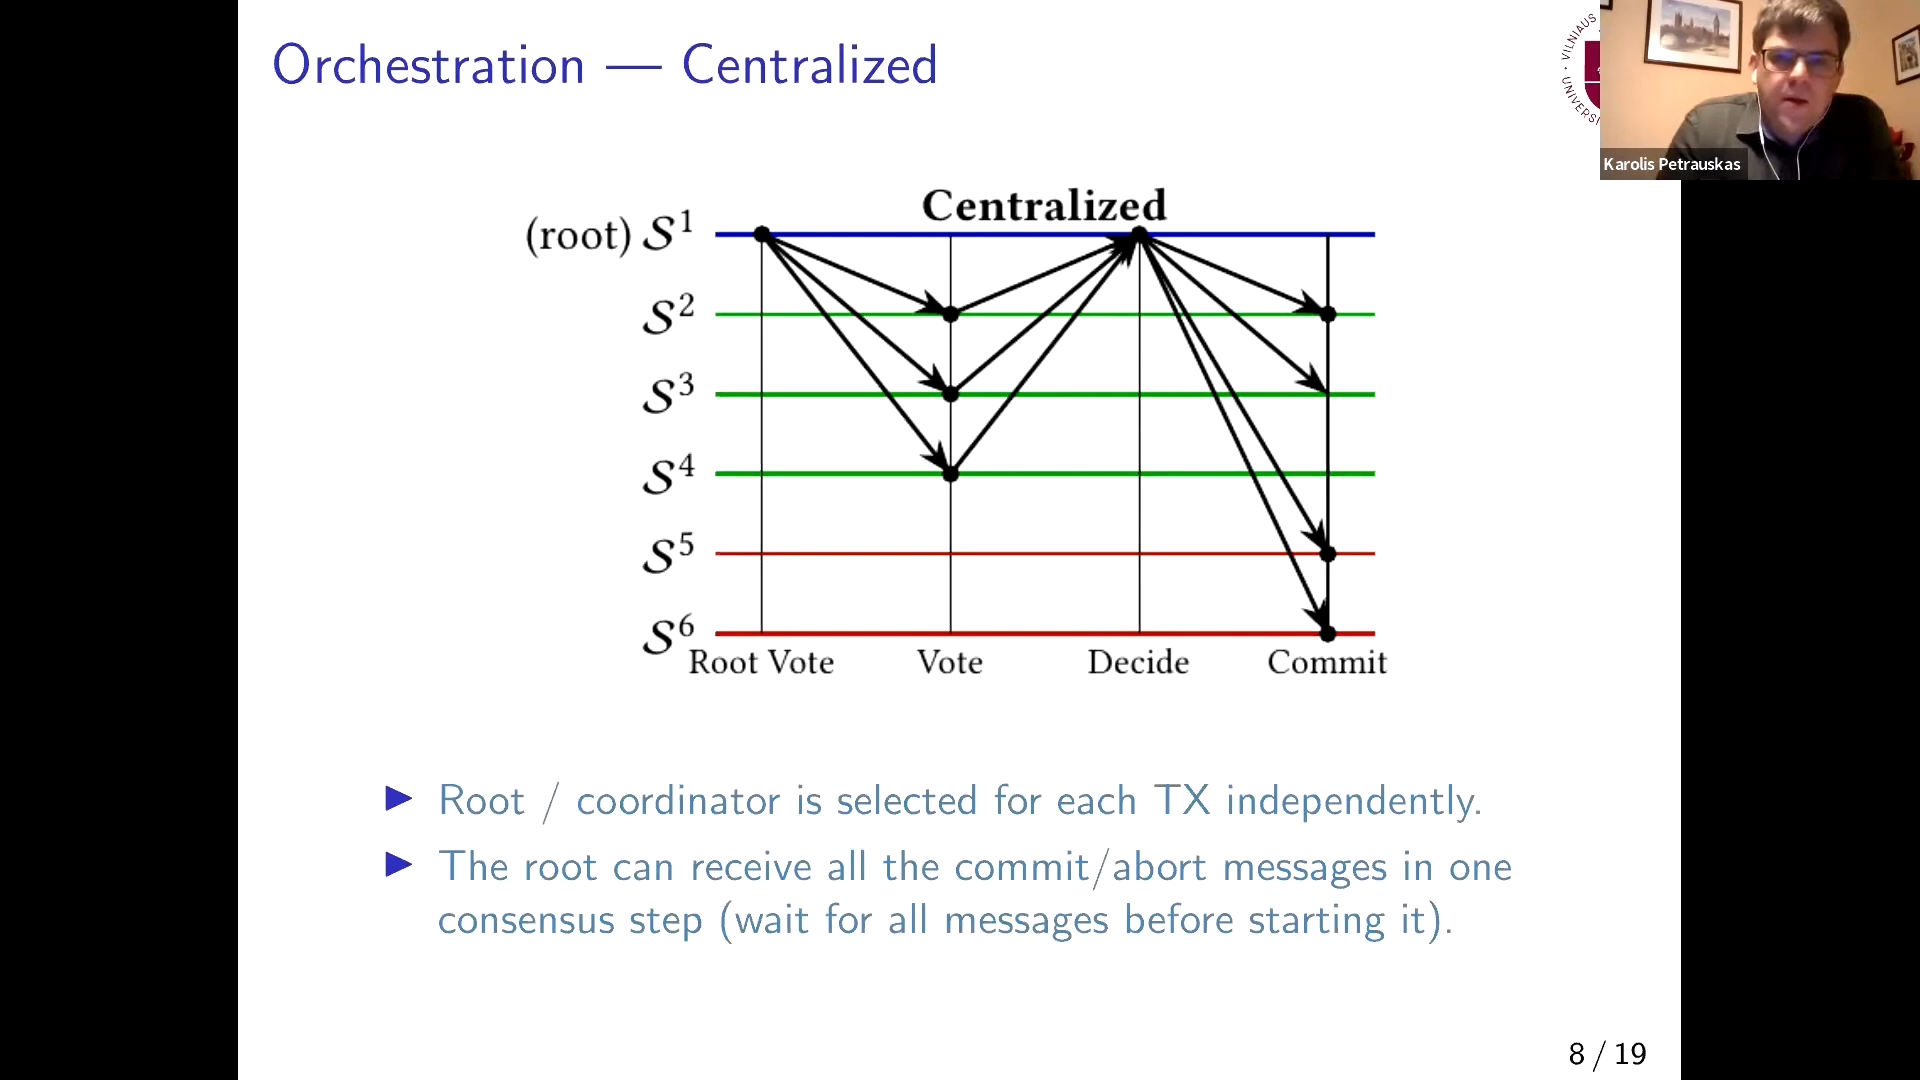 Orchestration — Centralized
VILNIAUS
UNIVERSI
Karolis Petrauskas
Centralized
(root) S¹
S²
S³
S⁴
S⁵
S⁶
Root Vote Vote Decide Commit
Root / coordinator is selected for each TX independently.
The root can receive all the commit/abort messages in one
consensus step (wait for all messages before starting it).
8 / 19